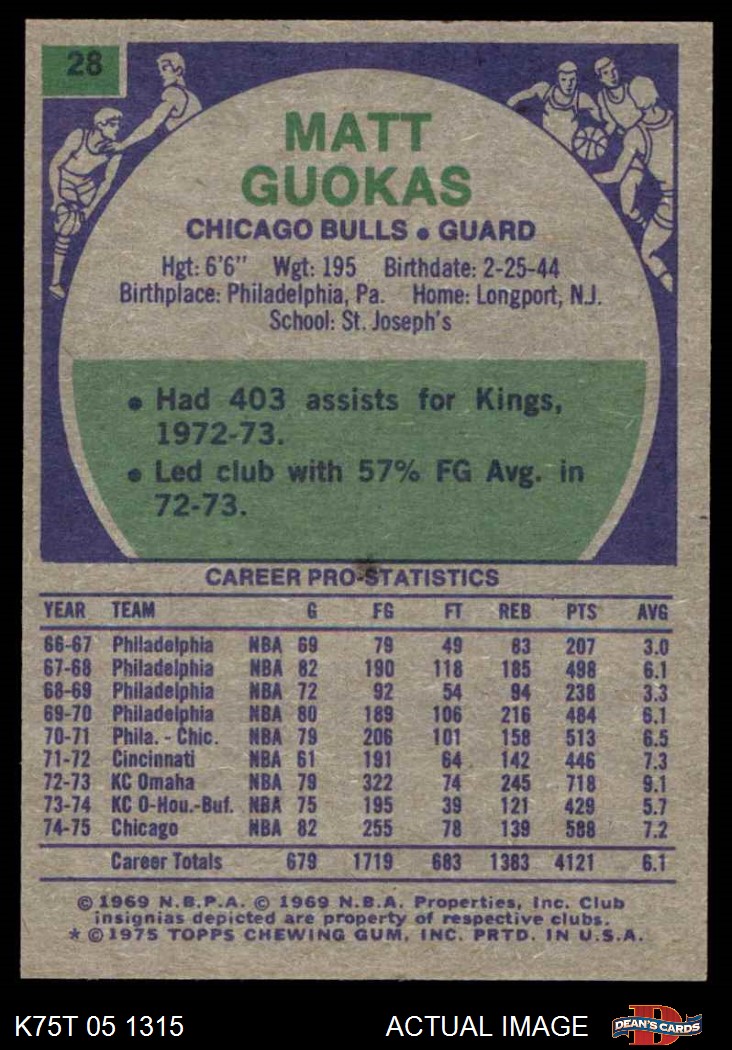 28
MATT
GUOKAS
CHICAGO BULLS • GUARD
Hgt: 6'6" Wgt: 195 Birthdate: 2-25-44
Birthplace: Philadelphia, Pa. Home: Longport, N.J.
School: St. Joseph's
• Had 403 assists for Kings,
1972-73.
• Led club with 57% FG Avg. in
72-73.
CAREER PRO-STATISTICS
YEAR TEAM G FG FT REB PTS AVG
66-67 Philadelphia NBA 69 79 49 83 207 3.0
67-68 Philadelphia NBA 82 190 118 185 498 6.1
68-69 Philadelphia NBA 72 92 54 94 238 3.3
69-70 Philadelphia NBA 80 189 106 216 484 6.1
70-71 Phila. - Chic. NBA 79 206 101 158 513 6.5
71-72 Cincinnati NBA 61 191 64 142 446 7.3
72-73 KC Omaha NBA 79 322 74 245 718 9.1
73-74 KC O-Hou.-Buf. NBA 75 195 39 121 429 5.7
74-75 Chicago NBA 82 255 78 139 588 7.2
Career Totals 679 1719 683 1383 4121 6.1
© 1969 N.B.P.A. © 1969 N.B.A. Properties, Inc. Club
insignias depicted are property of respective clubs.
* © 1975 TOPPS CHEWING GUM, INC. PRTD. IN U.S.A.
K75T 05 1315 ACTUAL IMAGE D DEAN'S CARDS